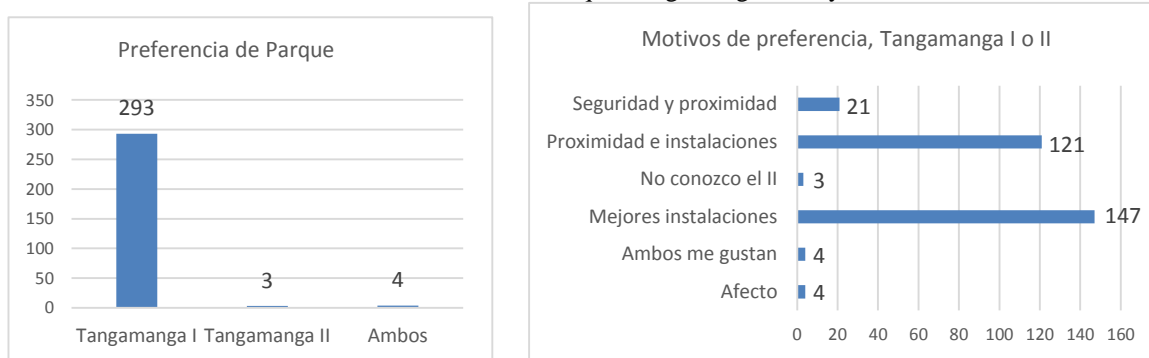 Preferencia de Parque
350
300
250
200
150
100
50
0
293
3
4
Tangamanga I
Tangamanga II
Ambos
Motivos de preferencia, Tangamanga I o II
Seguridad y proximidad
21
Proximidad e instalaciones
121
No conozco el II
3
Mejores instalaciones
147
Ambos me gustan
4
Afecto
4
0 20 40 60 80 100 120 140 160